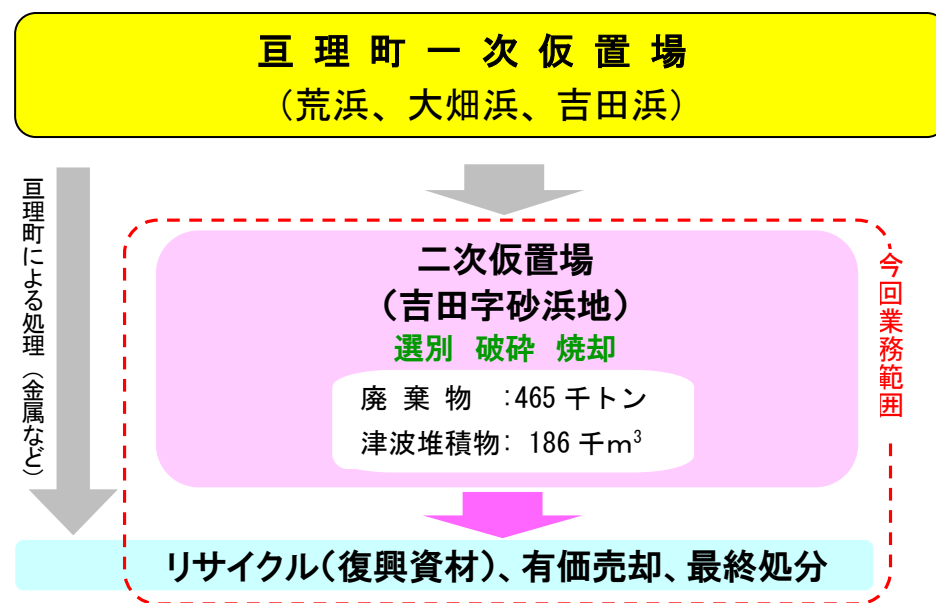 亘理町一次仮置場
（荒浜、大畑浜、吉田浜）
亘理町による処理（金属など）
二次仮置場
（吉田字砂浜地）
選別 破砕 焼却
廃棄物 :465 千トン
津波堆積物: 186 千m³
今回業務範囲
リサイクル（復興資材）、有価売却、最終処分